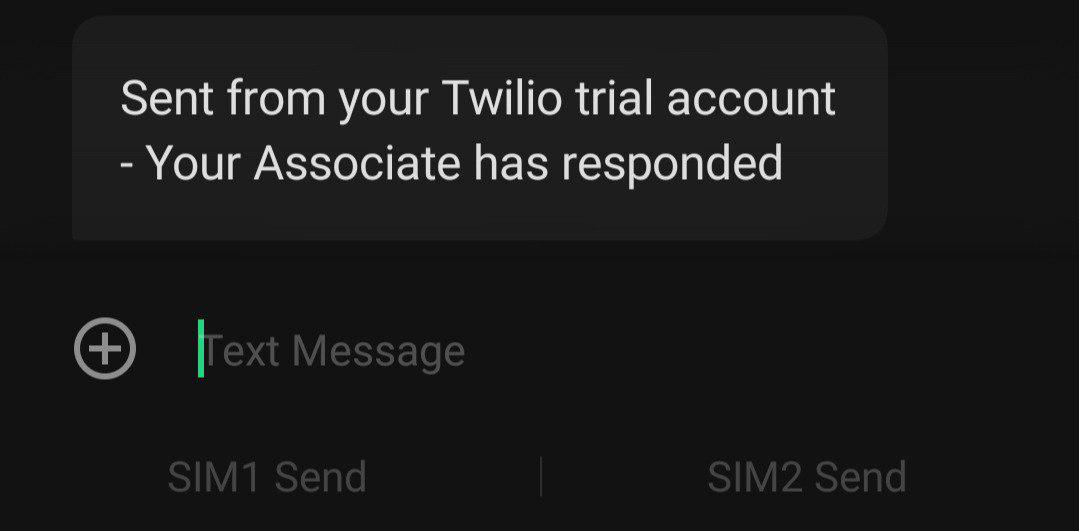 Sent from your Twilio trial account
- Your Associate has responded
Text Message
SIM1 Send
SIM2 Send